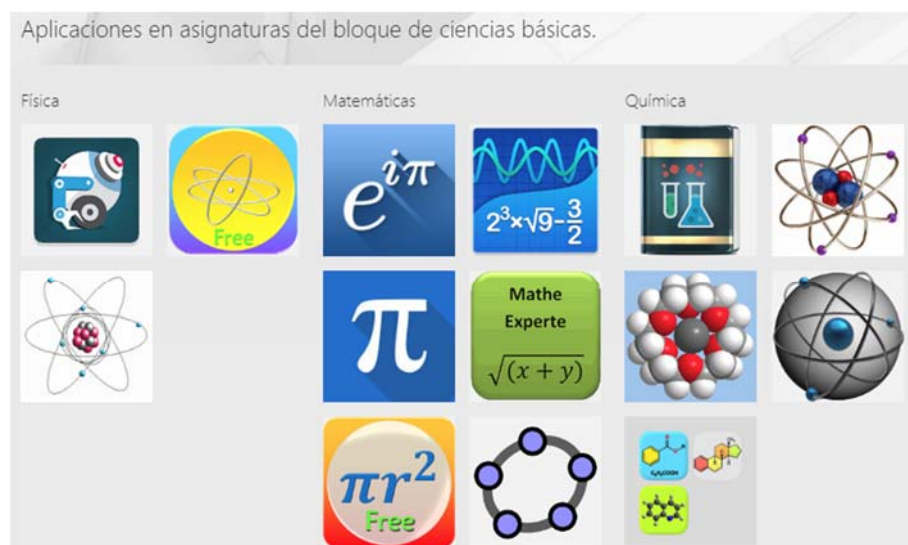 Aplicaciones en asignaturas del bloque de ciencias básicas.
Física
Matemáticas
Química
Free
e^{iπ}
2³×√9-3/2
π
Mathe
Experte
√(x + y)
πr²
Free
C₆H₅COOH